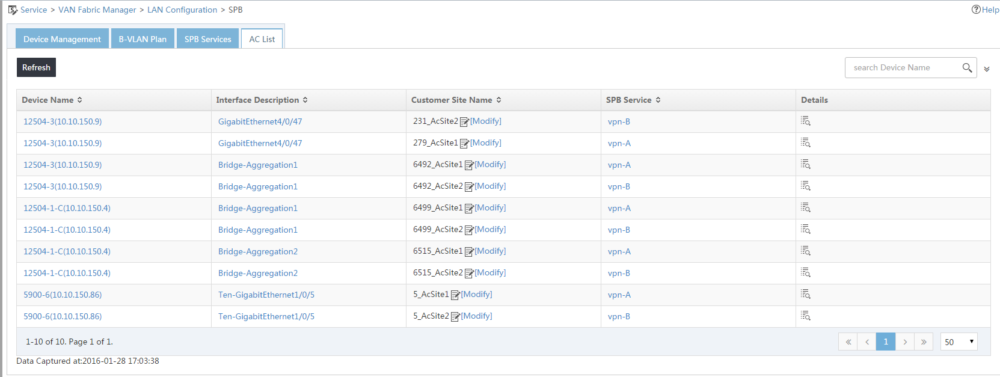 Service > VAN Fabric Manager > LAN Configuration > SPB
Help
Device Management B-VLAN Plan SPB Services AC List
Refresh
search Device Name
Device Name Interface Description Customer Site Name SPB Service Details
12504-3(10.10.150.9) GigabitEthernet4/0/47 231_AcSite2 [Modify] vpn-B
12504-3(10.10.150.9) GigabitEthernet4/0/47 279_AcSite1 [Modify] vpn-A
12504-3(10.10.150.9) Bridge-Aggregation1 6492_AcSite1 [Modify] vpn-A
12504-3(10.10.150.9) Bridge-Aggregation1 6492_AcSite2 [Modify] vpn-B
12504-1-C(10.10.150.4) Bridge-Aggregation1 6499_AcSite1 [Modify] vpn-A
12504-1-C(10.10.150.4) Bridge-Aggregation1 6499_AcSite2 [Modify] vpn-B
12504-1-C(10.10.150.4) Bridge-Aggregation2 6515_AcSite1 [Modify] vpn-A
12504-1-C(10.10.150.4) Bridge-Aggregation2 6515_AcSite2 [Modify] vpn-B
5900-6(10.10.150.86) Ten-GigabitEthernet1/0/5 5_AcSite1 [Modify] vpn-A
5900-6(10.10.150.86) Ten-GigabitEthernet1/0/5 5_AcSite2 [Modify] vpn-B
1-10 of 10. Page 1 of 1.
« < 1 > » 50
Data Captured at:2016-01-28 17:03:38